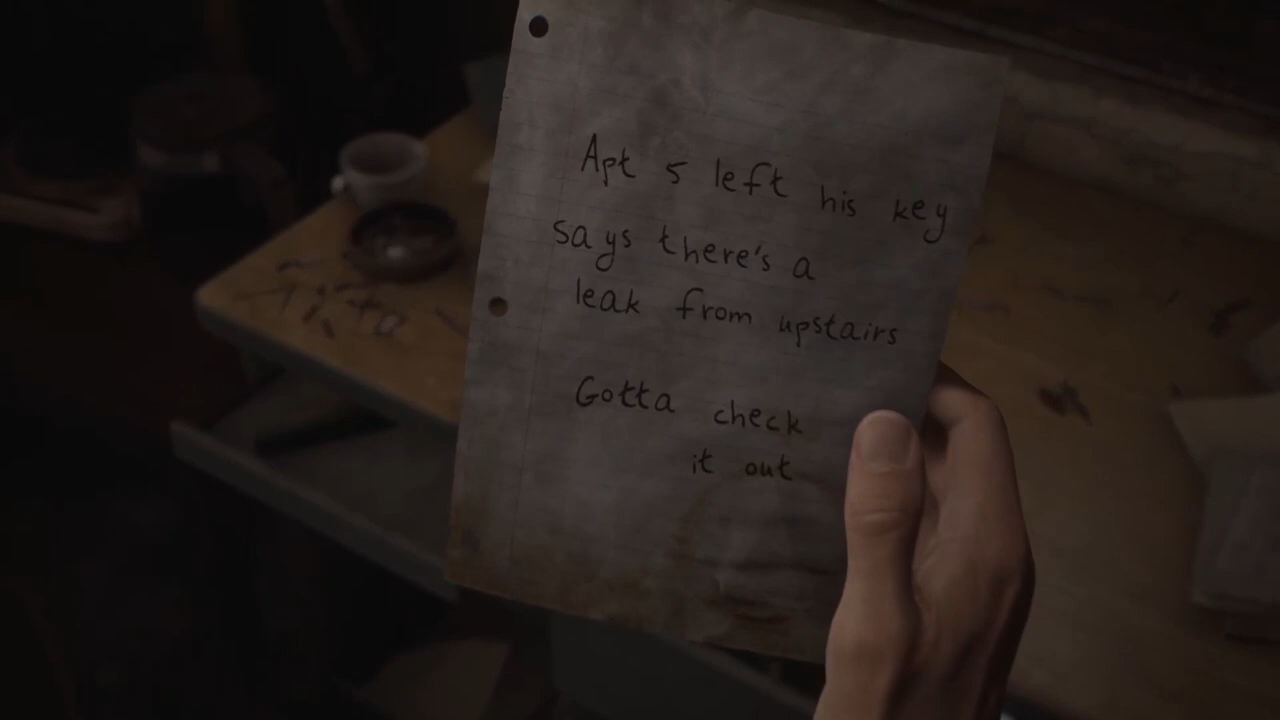 Apt 5 left his key
says there's a
leak from upstairs
Gotta check
it out